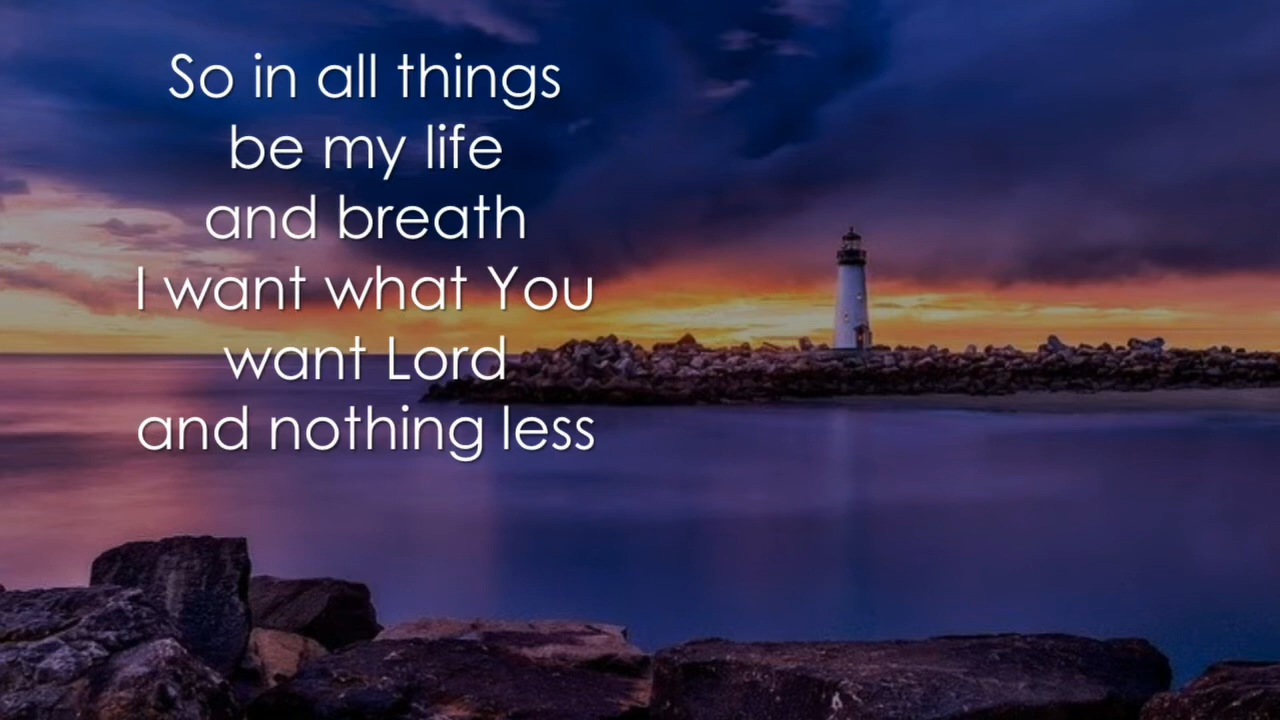 So in all things
be my life
and breath
I want what You
want Lord
and nothing less